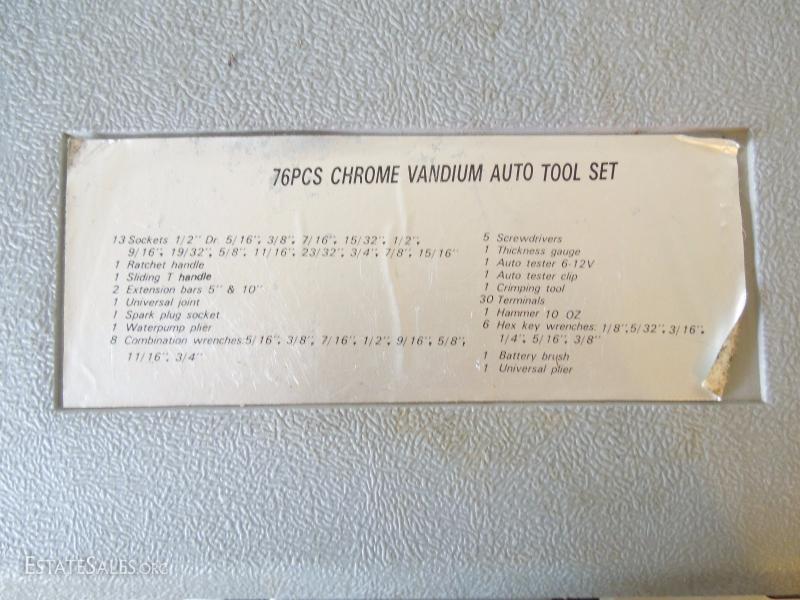 76PCS CHROME VANDIUM AUTO TOOL SET
13 Sockets 1/2" Dr. 5/16", 3/8", 7/16", 15/32", 1/2",
9/16", 19/32", 5/8", 11/16", 23/32", 3/4", 7/8", 15/16"
1 Ratchet handle
1 Sliding T handle
2 Extension bars 5" & 10"
1 Universal joint
1 Spark plug socket
1 Waterpump plier
8 Combination wrenches: 5/16", 3/8", 7/16", 1/2", 9/16", 5/8",
11/16", 3/4"
5 Screwdrivers
1 Thickness gauge
1 Auto tester 6-12V
1 Auto tester clip
1 Crimping tool
30 Terminals
1 Hammer 10 OZ
6 Hex key wrenches: 1/8", 5/32", 3/16",
1/4", 5/16", 3/8"
1 Battery brush
1 Universal plier
ESTATESALES.ORG